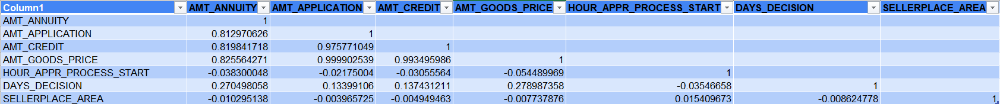 Column1 AMT_ANNUITY AMT_APPLICATION AMT_CREDIT AMT_GOODS_PRICE HOUR_APPR_PROCESS_START DAYS_DECISION SELLERPLACE_AREA
AMT_ANNUITY 1
AMT_APPLICATION 0.812970626 1
AMT_CREDIT 0.819841718 0.975771049 1
AMT_GOODS_PRICE 0.825564271 0.999902539 0.993495986 1
HOUR_APPR_PROCESS_START -0.038300048 -0.02175004 -0.03055564 -0.054489969 1
DAYS_DECISION 0.270498058 0.13399106 0.137431211 0.278987358 -0.03546658 1
SELLERPLACE_AREA -0.010295138 -0.003965725 -0.004949463 -0.007737876 0.015409673 -0.008624778 1